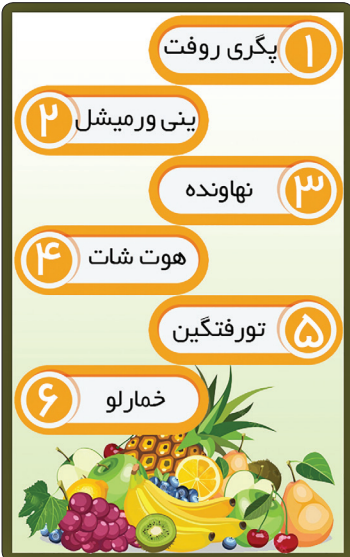 ۱ پگری روفت
۲ ینی ورمیشل
۳ نهاونده
۴ هوت شات
۵ تورفتگین
۶ خمارلو